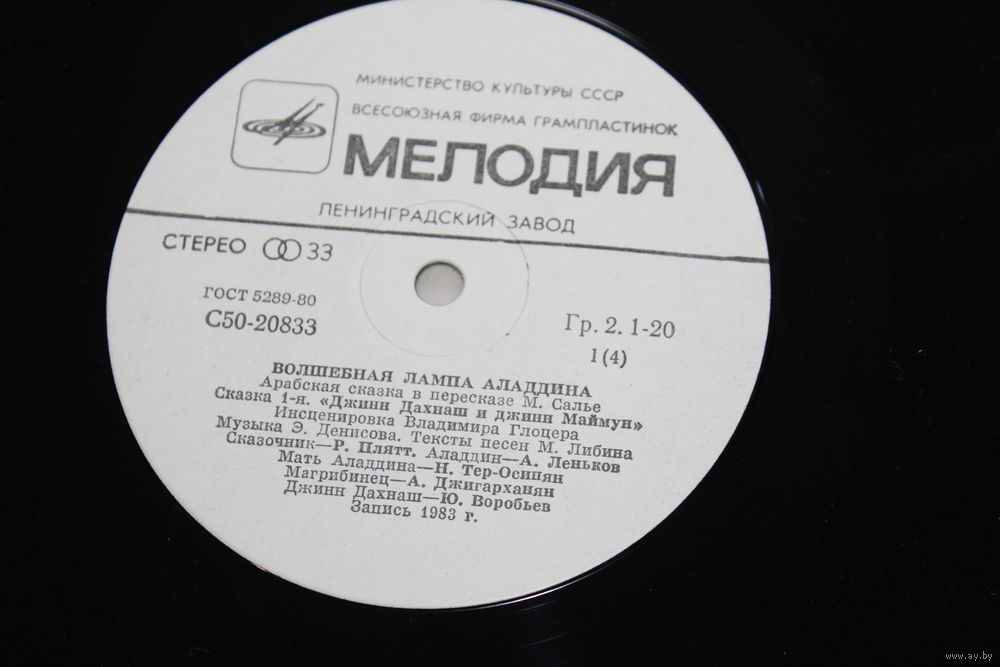 МИНИСТЕРСТВО КУЛЬТУРЫ СССР
ВСЕСОЮЗНАЯ ФИРМА ГРАМПЛАСТИНОК
МЕЛОДИЯ
ЛЕНИНГРАДСКИЙ ЗАВОД
СТЕРЕО 33
ГОСТ 5289-80
С50-20833
Гр. 2. 1-20
1 (4)
ВОЛШЕБНАЯ ЛАМПА АЛАДДИНА
Арабская сказка в пересказе М. Салье
Сказка 1-я. «Джинн Дахнаш и джинн Маймун»
Инсценировка Владимира Глоцера
Музыка Э. Денисова. Тексты песен М. Либина
Сказочник—Р. Плятт. Аладдин—А. Леньков
Мать Аладдина—Н. Тер-Осипян
Магрибинец—А. Джигарханян
Джинн Дахнаш—Ю. Воробьев
Запись 1983 г.
www.ay.by